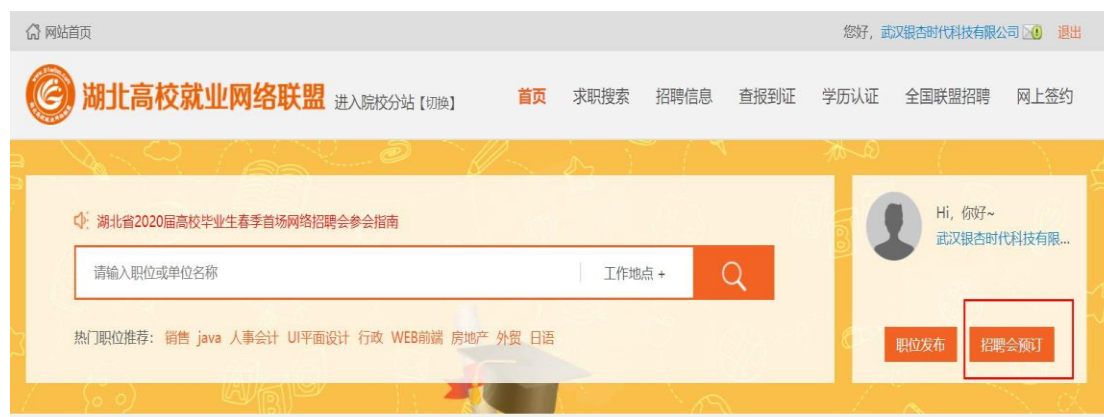 网站首页
您好，武汉银杏时代科技有限公司 退出
湖北高校就业网络联盟 进入院校分站【切换】
首页 求职搜索 招聘信息 查报到证 学历认证 全国联盟招聘 网上签约
湖北省2020届高校毕业生春季首场网络招聘会参会指南
请输入职位或单位名称 工作地点 +
热门职位推荐：销售 java 人事会计 UI平面设计 行政 WEB前端 房地产 外贸 日语
Hi，你好~
武汉银杏时代科技有限...
职位发布 招聘会预订